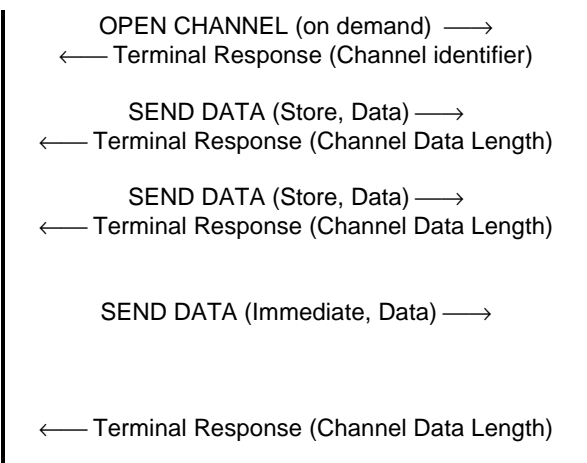 OPEN CHANNEL (on demand) ⟶
⟵ Terminal Response (Channel identifier)
SEND DATA (Store, Data) ⟶
⟵ Terminal Response (Channel Data Length)
SEND DATA (Store, Data) ⟶
⟵ Terminal Response (Channel Data Length)
SEND DATA (Immediate, Data) ⟶
⟵ Terminal Response (Channel Data Length)